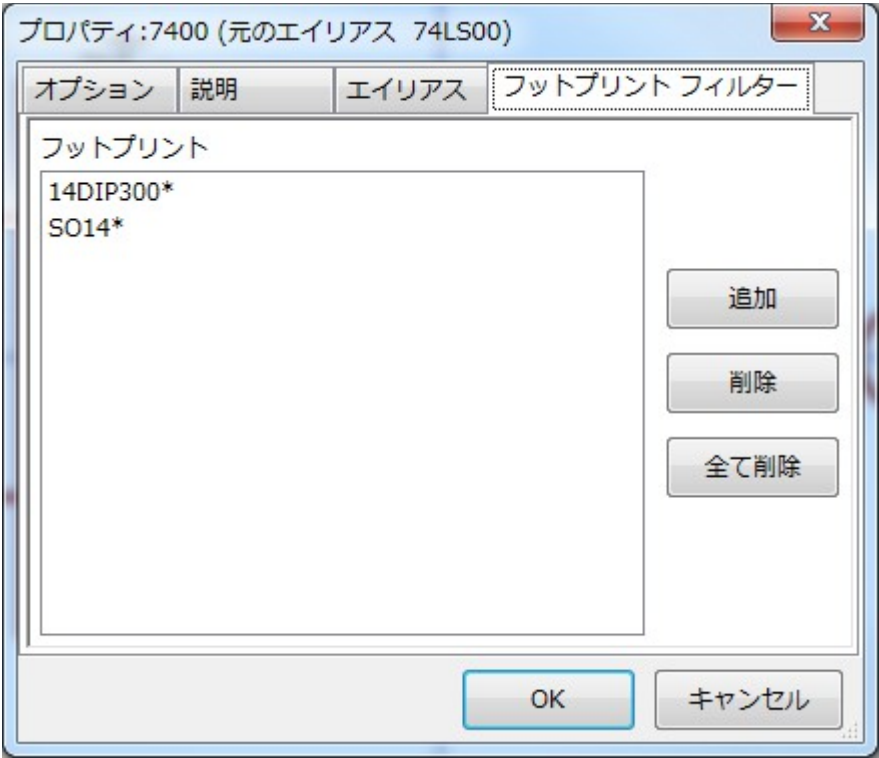 プロパティ:7400 (元のエイリアス 74LS00)
オプション 説明 エイリアス フットプリント フィルター
フットプリント
14DIP300*
SO14*
追加
削除
全て削除
OK キャンセル